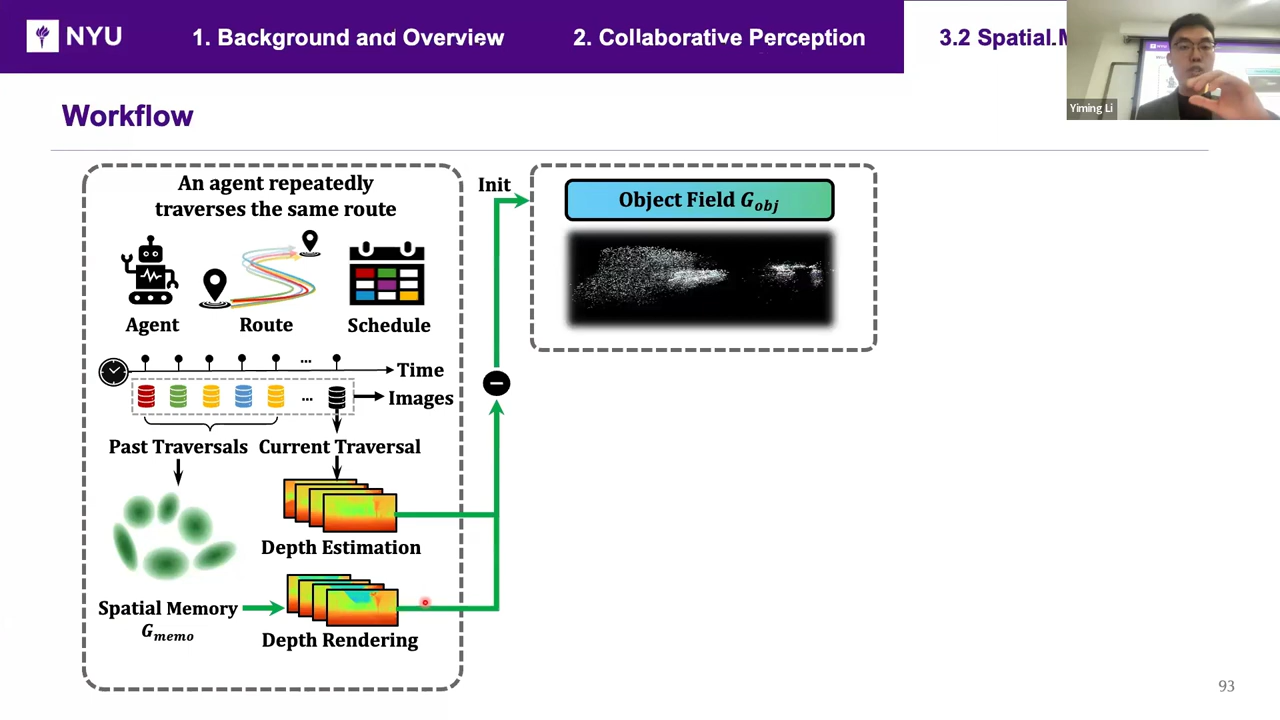 NYU
1. Background and Overview
2. Collaborative Perception
3.2 Spatial
Yiming Li
Workflow
An agent repeatedly
traverses the same route
Agent
Route
Schedule
Time
...
Images
...
Past Traversals
Current Traversal
Depth Estimation
Spatial Memory
G_memo
Depth Rendering
Init
Object Field G_obj
93